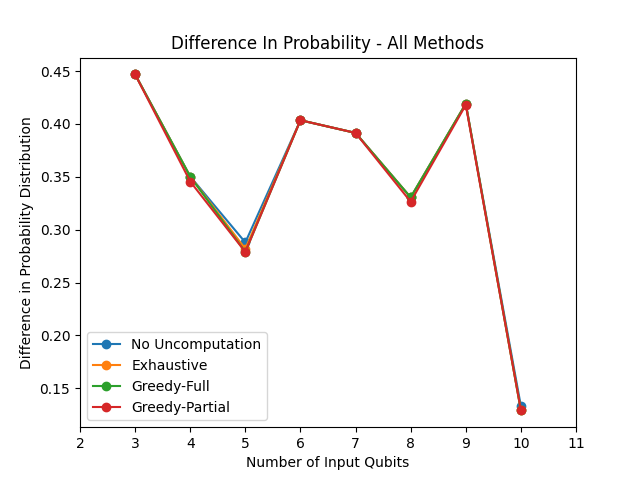 Difference In Probability - All Methods
Difference in Probability Distribution
0.45
0.40
0.35
0.30
0.25
0.20
0.15
No Uncomputation
Exhaustive
Greedy-Full
Greedy-Partial
2 3 4 5 6 7 8 9 10 11
Number of Input Qubits